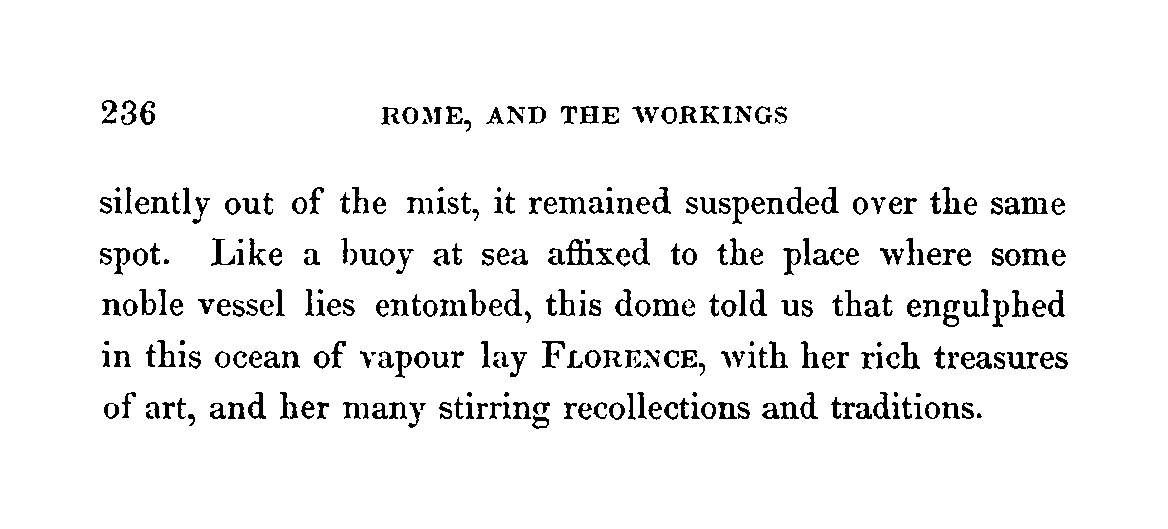 236 ROME, AND THE WORKINGS
silently out of the mist, it remained suspended over the same
spot. Like a buoy at sea affixed to the place where some
noble vessel lies entombed, this dome told us that engulphed
in this ocean of vapour lay FLORENCE, with her rich treasures
of art, and her many stirring recollections and traditions.